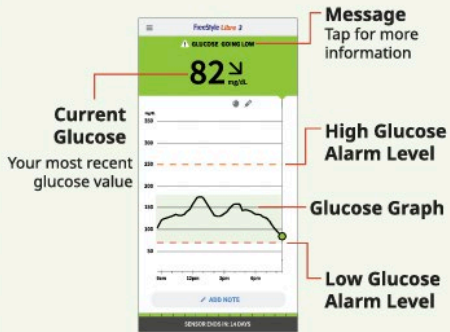 FreeStyle Libre 3
GLUCOSE GOING LOW
82
mg/dL
Message
Tap for more
information
Current
Glucose
Your most recent
glucose value
350
300
250
200
150
100
50
High Glucose
Alarm Level
Glucose Graph
Low Glucose
Alarm Level
9am 12pm 3pm 6pm
ADD NOTE
SENSOR ENDS IN: 14 DAYS